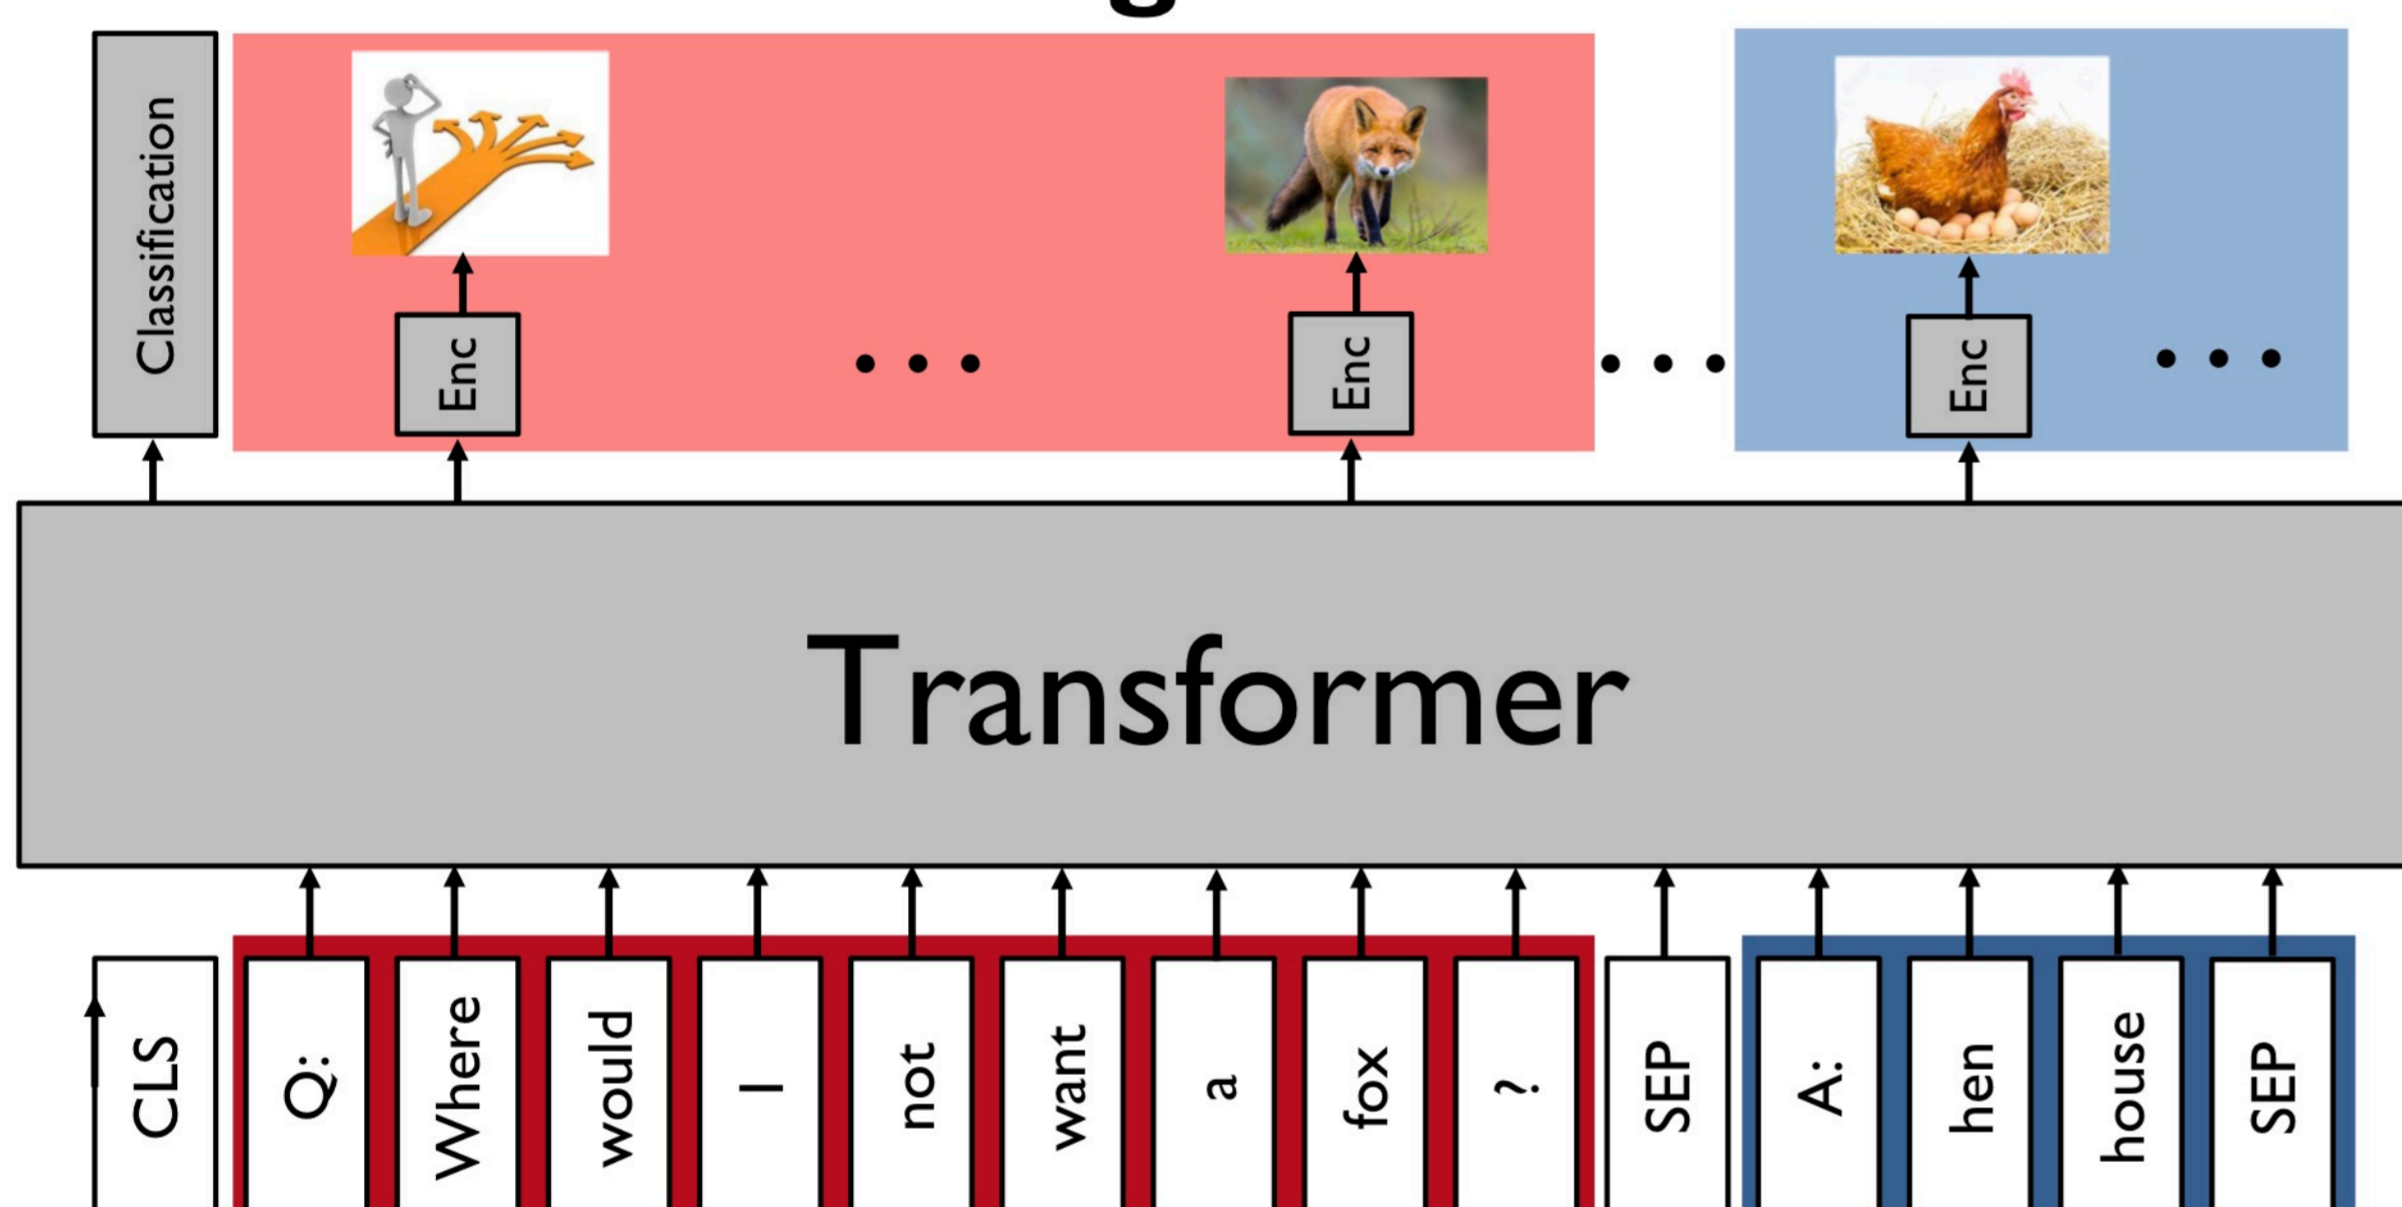 Classification
Enc
Enc
Enc
Transformer
CLS
Q:
Where
would
I
not
want
a
fox
?
SEP
A:
hen
house
SEP